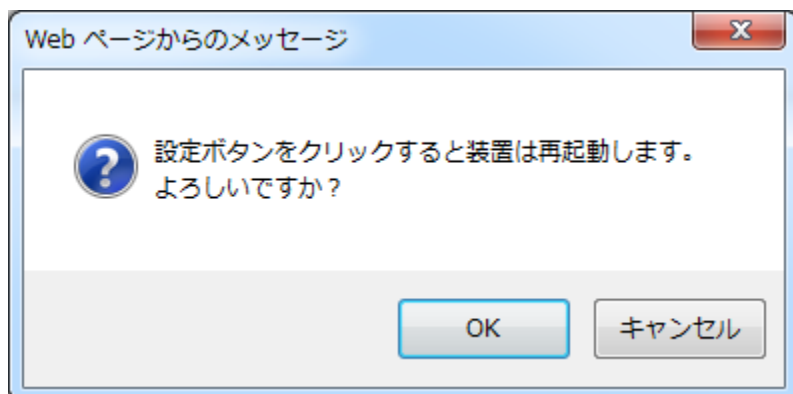 Web ページからのメッセージ
設定ボタンをクリックすると装置は再起動します。
よろしいですか？
OK
キャンセル